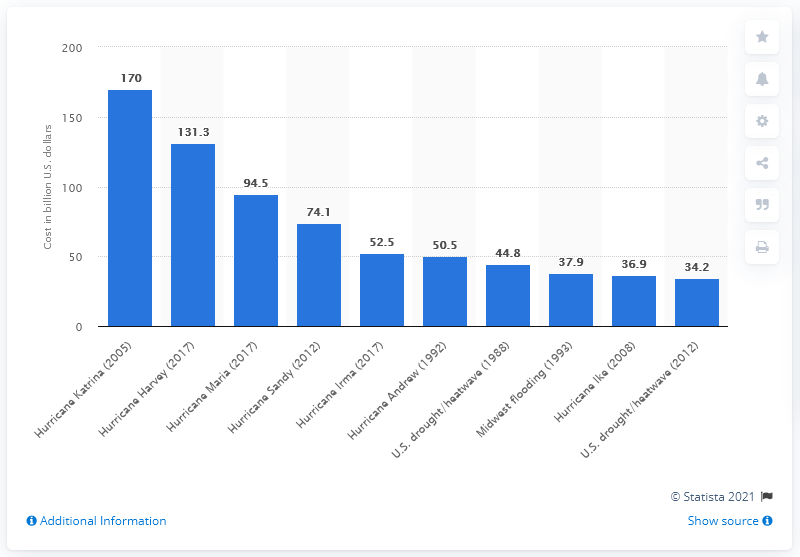 200
150
100
50
0
Cost in billion U.S. dollars
170
131.3
94.5
74.1
52.5
50.5
44.8
37.9
36.9
34.2
Hurricane Katrina (2005)
Hurricane Harvey (2017)
Hurricane Maria (2017)
Hurricane Sandy (2012)
Hurricane Irma (2017)
Hurricane Andrew (1992)
U.S. drought/heatwave (1988)
Midwest flooding (1993)
Hurricane Ike (2008)
U.S. drought/heatwave (2012)
© Statista 2021
Additional Information
Show source